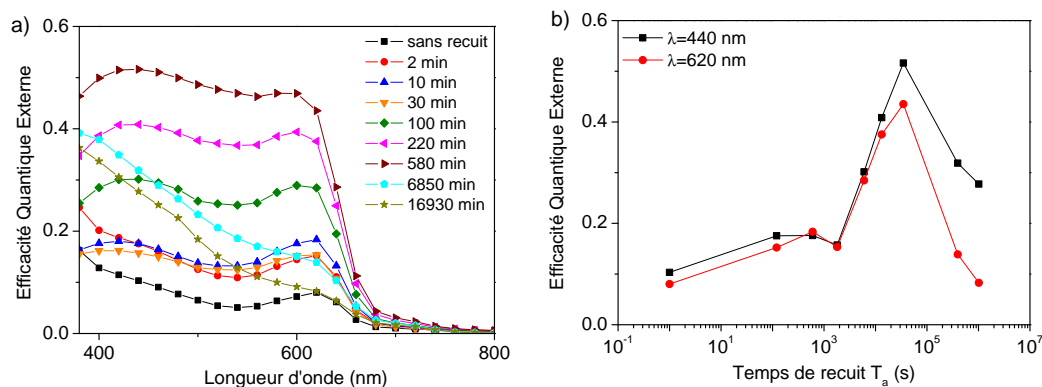 a)
0.6
0.4
0.2
0.0
Efficacité Quantique Externe
400
600
800
Longueur d'onde (nm)
sans recuit
2 min
10 min
30 min
100 min
220 min
580 min
6850 min
16930 min
b)
0.6
0.4
0.2
0.0
Efficacité Quantique Externe
10⁻¹
10¹
10³
10⁵
10⁷
Temps de recuit Tₐ (s)
λ=440 nm
λ=620 nm